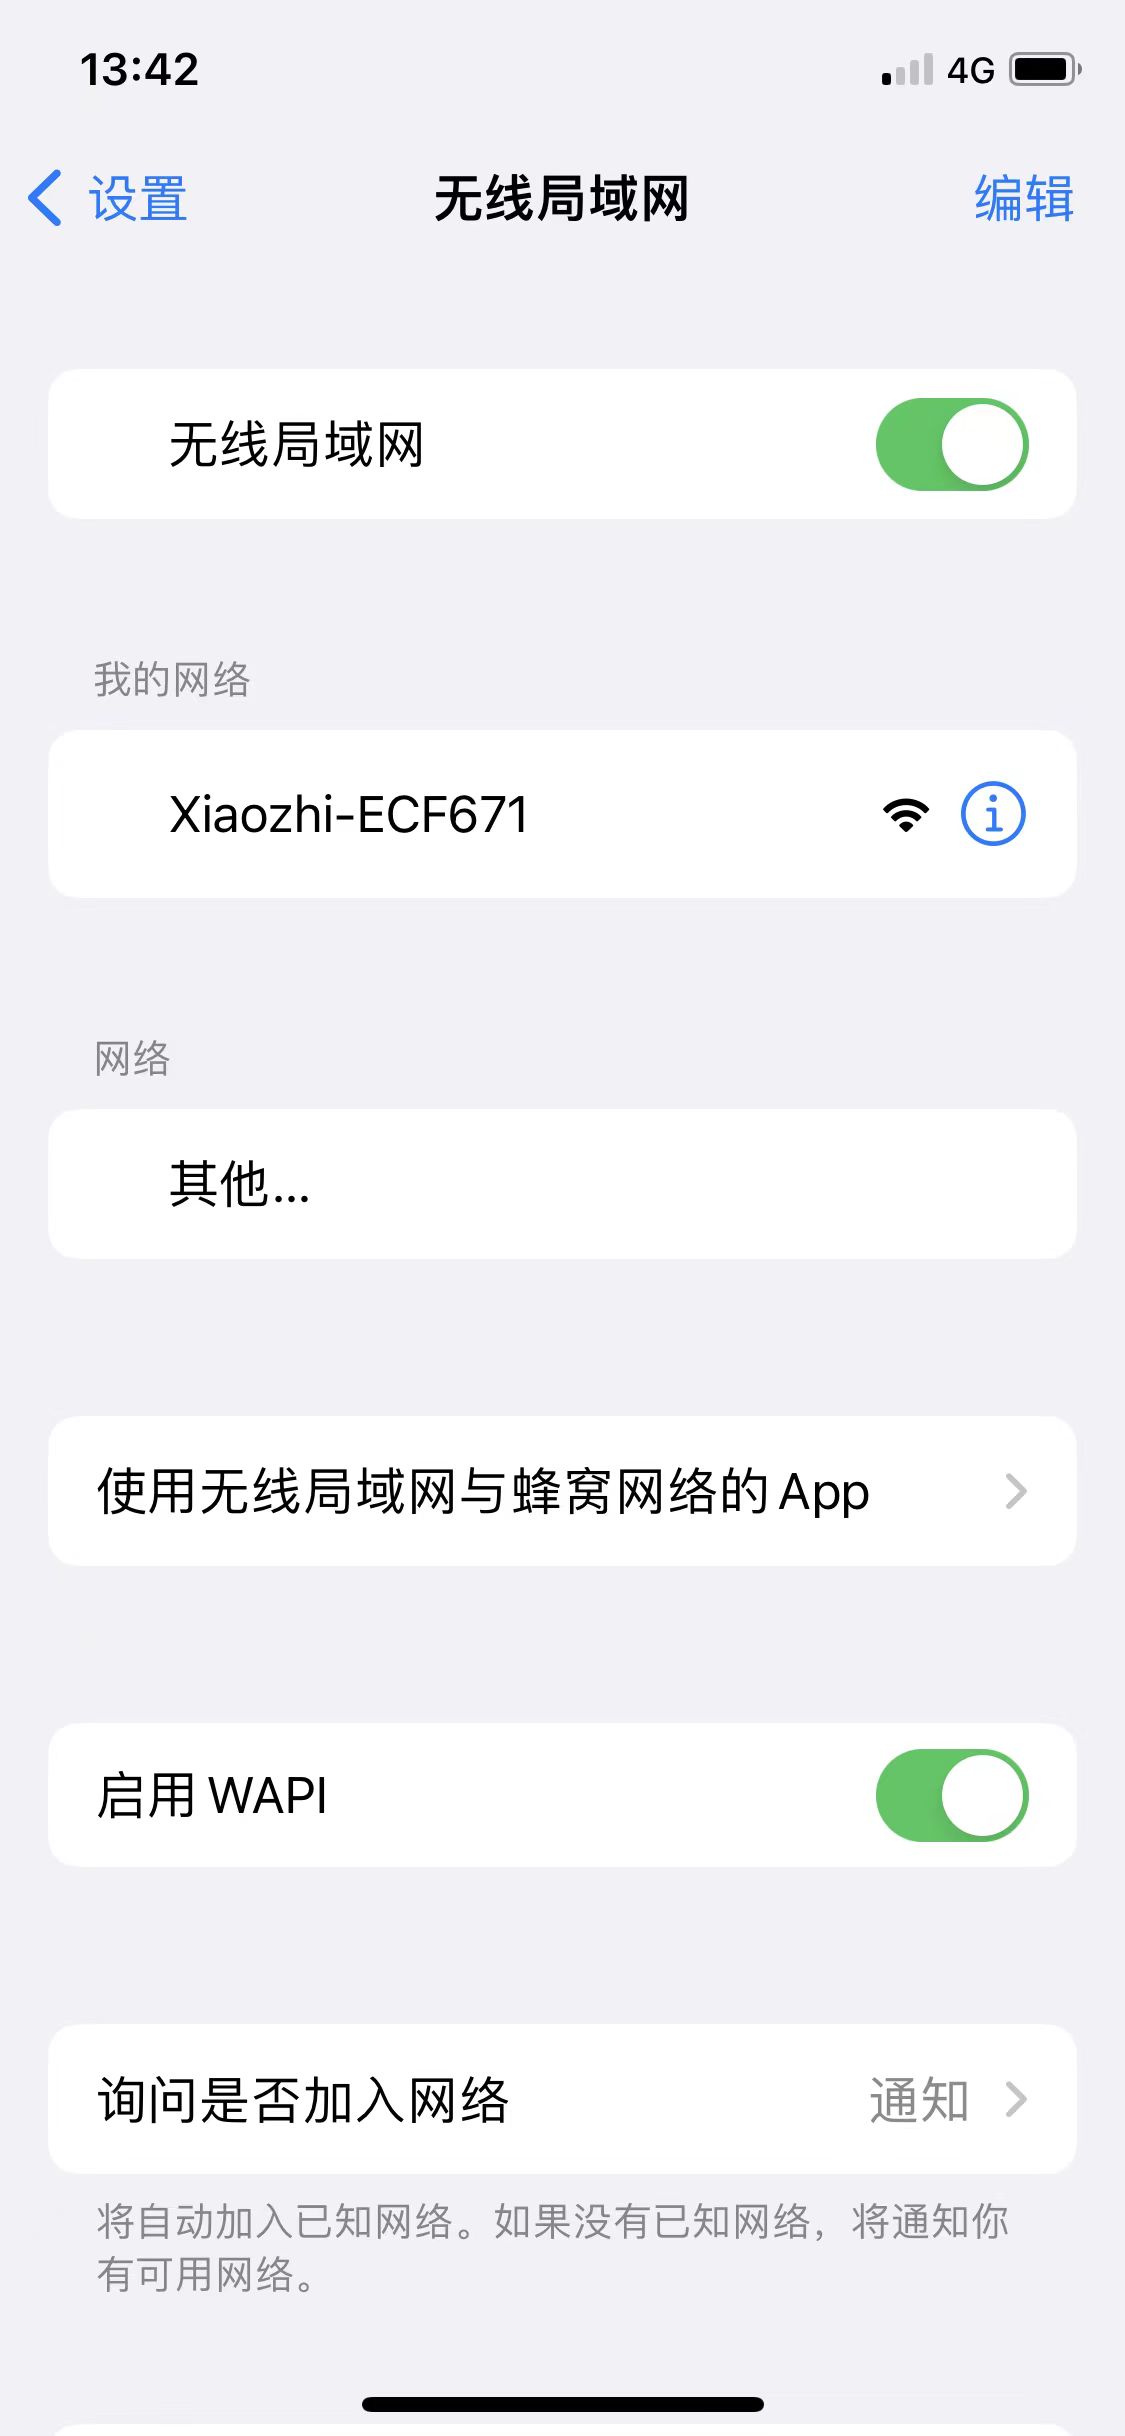 13:42 4G
设置 无线局域网 编辑
无线局域网
我的网络
Xiaozhi-ECF671
网络
其他...
使用无线局域网与蜂窝网络的 App
启用 WAPI
询问是否加入网络 通知
将自动加入已知网络。如果没有已知网络，将通知你
有可用网络。